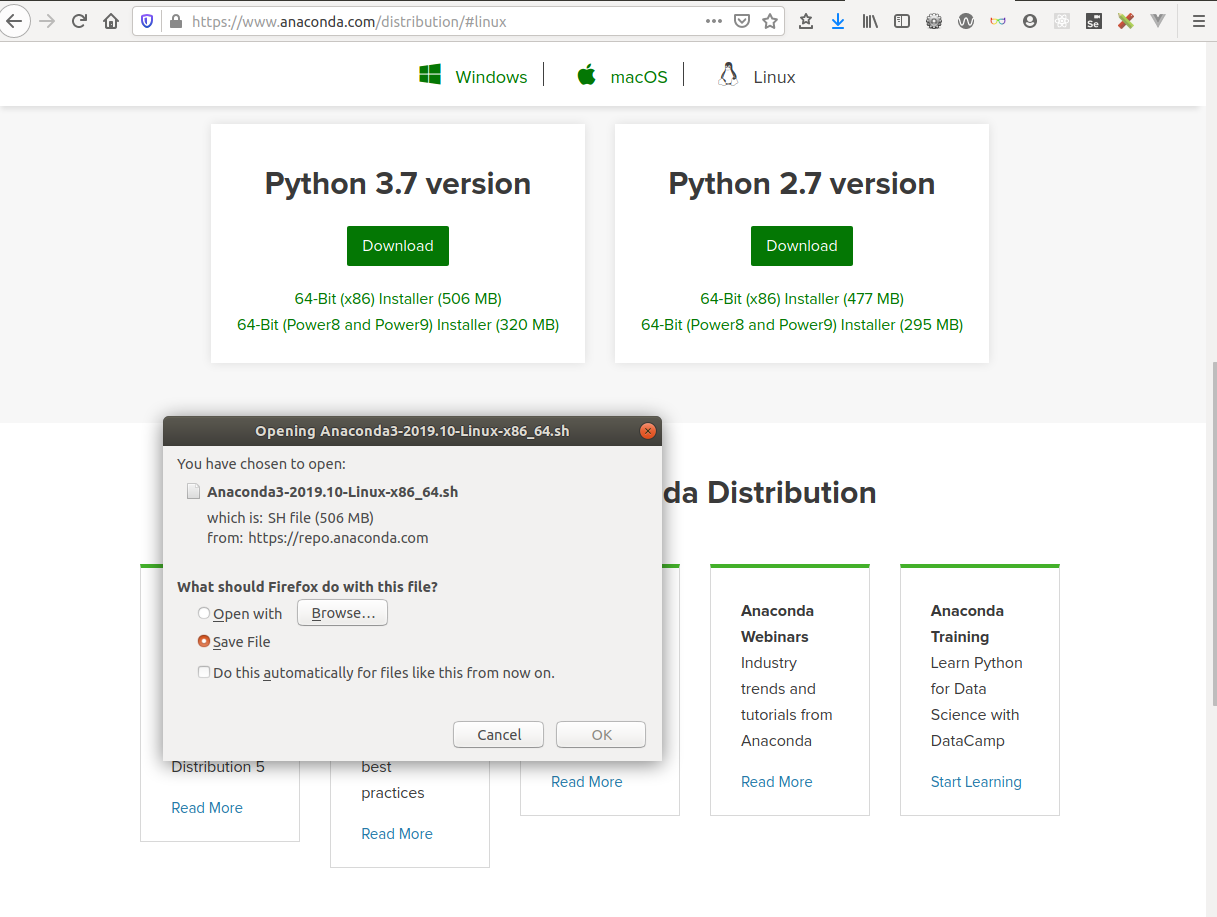 https://www.anaconda.com/distribution/#linux
Se
Windows
macOS
Linux
Python 3.7 version
Download
64-Bit (x86) Installer (506 MB)
64-Bit (Power8 and Power9) Installer (320 MB)
Python 2.7 version
Download
64-Bit (x86) Installer (477 MB)
64-Bit (Power8 and Power9) Installer (295 MB)
Opening Anaconda3-2019.10-Linux-x86_64.sh
You have chosen to open:
Anaconda3-2019.10-Linux-x86_64.sh
which is: SH file (506 MB)
from: https://repo.anaconda.com
What should Firefox do with this file?
Open with
Browse...
Save File
Do this automatically for files like this from now on.
Cancel
OK
da Distribution
Distribution 5
Read More
best
practices
Read More
Read More
Anaconda
Webinars
Industry
trends and
tutorials from
Anaconda
Read More
Anaconda
Training
Learn Python
for Data
Science with
DataCamp
Start Learning